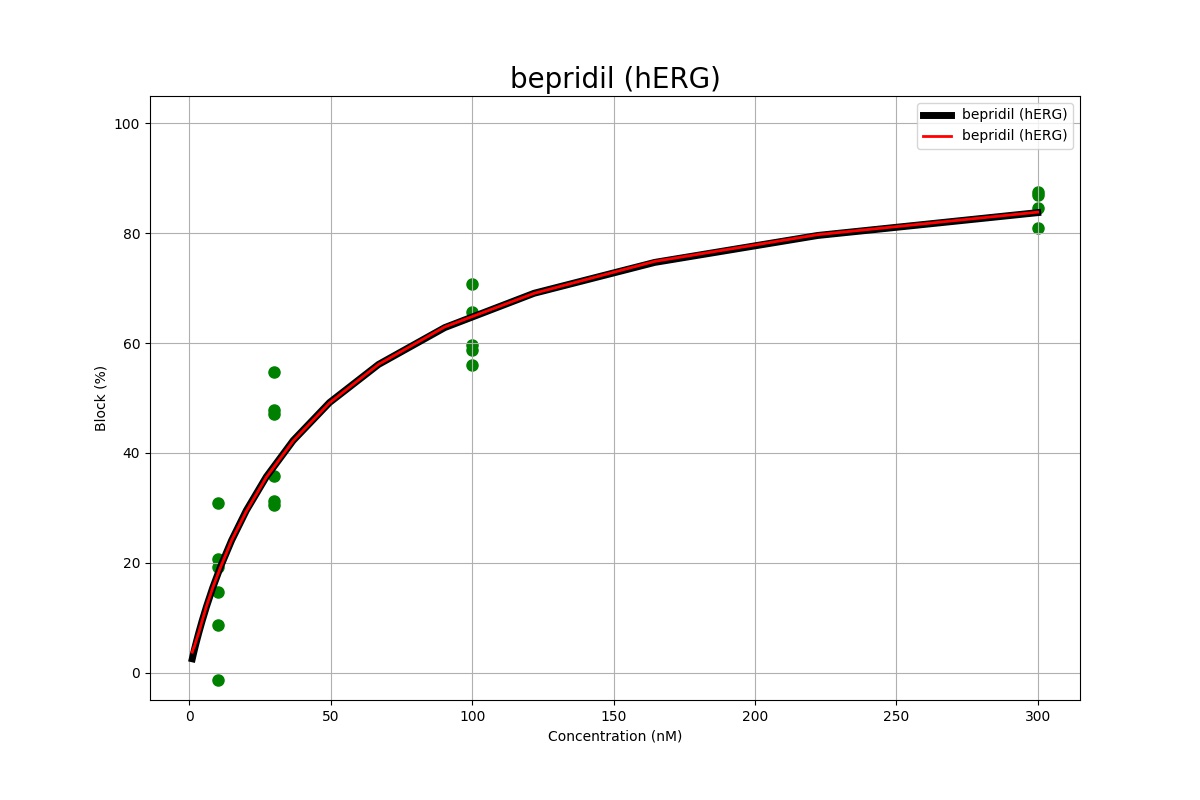 bepridil (hERG)
bepridil (hERG)
bepridil (hERG)
100
80
60
40
20
0
Block (%)
0 50 100 150 200 250 300
Concentration (nM)